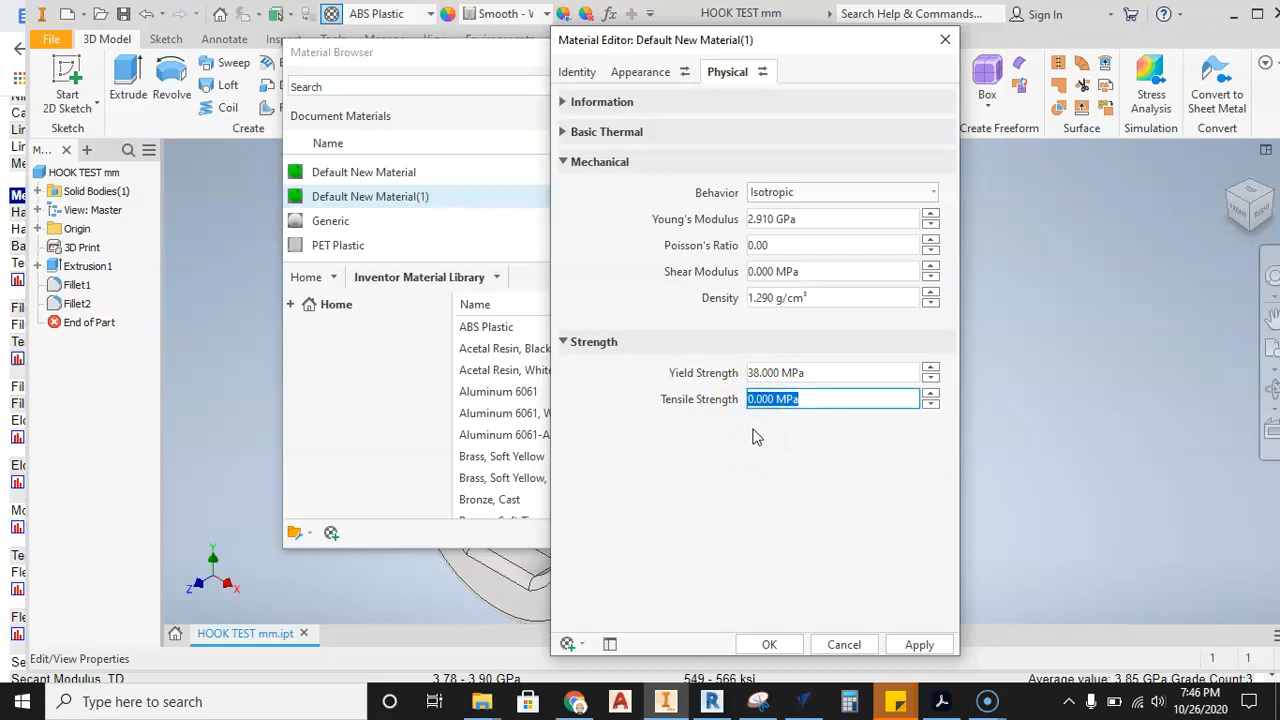 ABS Plastic
Smooth -
HOOK TEST mm
Search Help & Commands...
Sign In
File
3D Model
Sketch
Annotate
Start
2D Sketch
Extrude
Revolve
Sweep
Loft
Coil
Sketch
Create
Box
Stress
Analysis
Convert to
Sheet Metal
Create Freeform
Surface
Simulation
Convert
M...
HOOK TEST mm
Solid Bodies(1)
View: Master
Origin
3D Print
Extrusion1
Fillet1
Fillet2
End of Part
Material Browser
Search
Document Materials
Name
Default New Material
Default New Material(1)
Generic
PET Plastic
Home
Inventor Material Library
Home
Name
ABS Plastic
Acetal Resin, Black
Acetal Resin, White
Aluminum 6061
Aluminum 6061, W
Aluminum 6061-A
Brass, Soft Yellow
Brass, Soft Yellow,
Bronze, Cast
Material Editor: Default New Material(1)
Identity
Appearance
Physical
Information
Basic Thermal
Mechanical
Behavior Isotropic
Young's Modulus 2.910 GPa
Poisson's Ratio 0.00
Shear Modulus 0.000 MPa
Density 1.290 g/cm³
Strength
Yield Strength 38.000 MPa
Tensile Strength 0.000 MPa
OK
Cancel
Apply
Y
Z
X
FRONT
RIGHT
HOOK TEST mm.ipt
Edit/View Properties
1
1
Secant Modulus, TD
3.78 - 3.90 GPa
549 - 566 ksi
Average value: 3.85 GPa
Type here to search
7:46 PM
10/26/2020